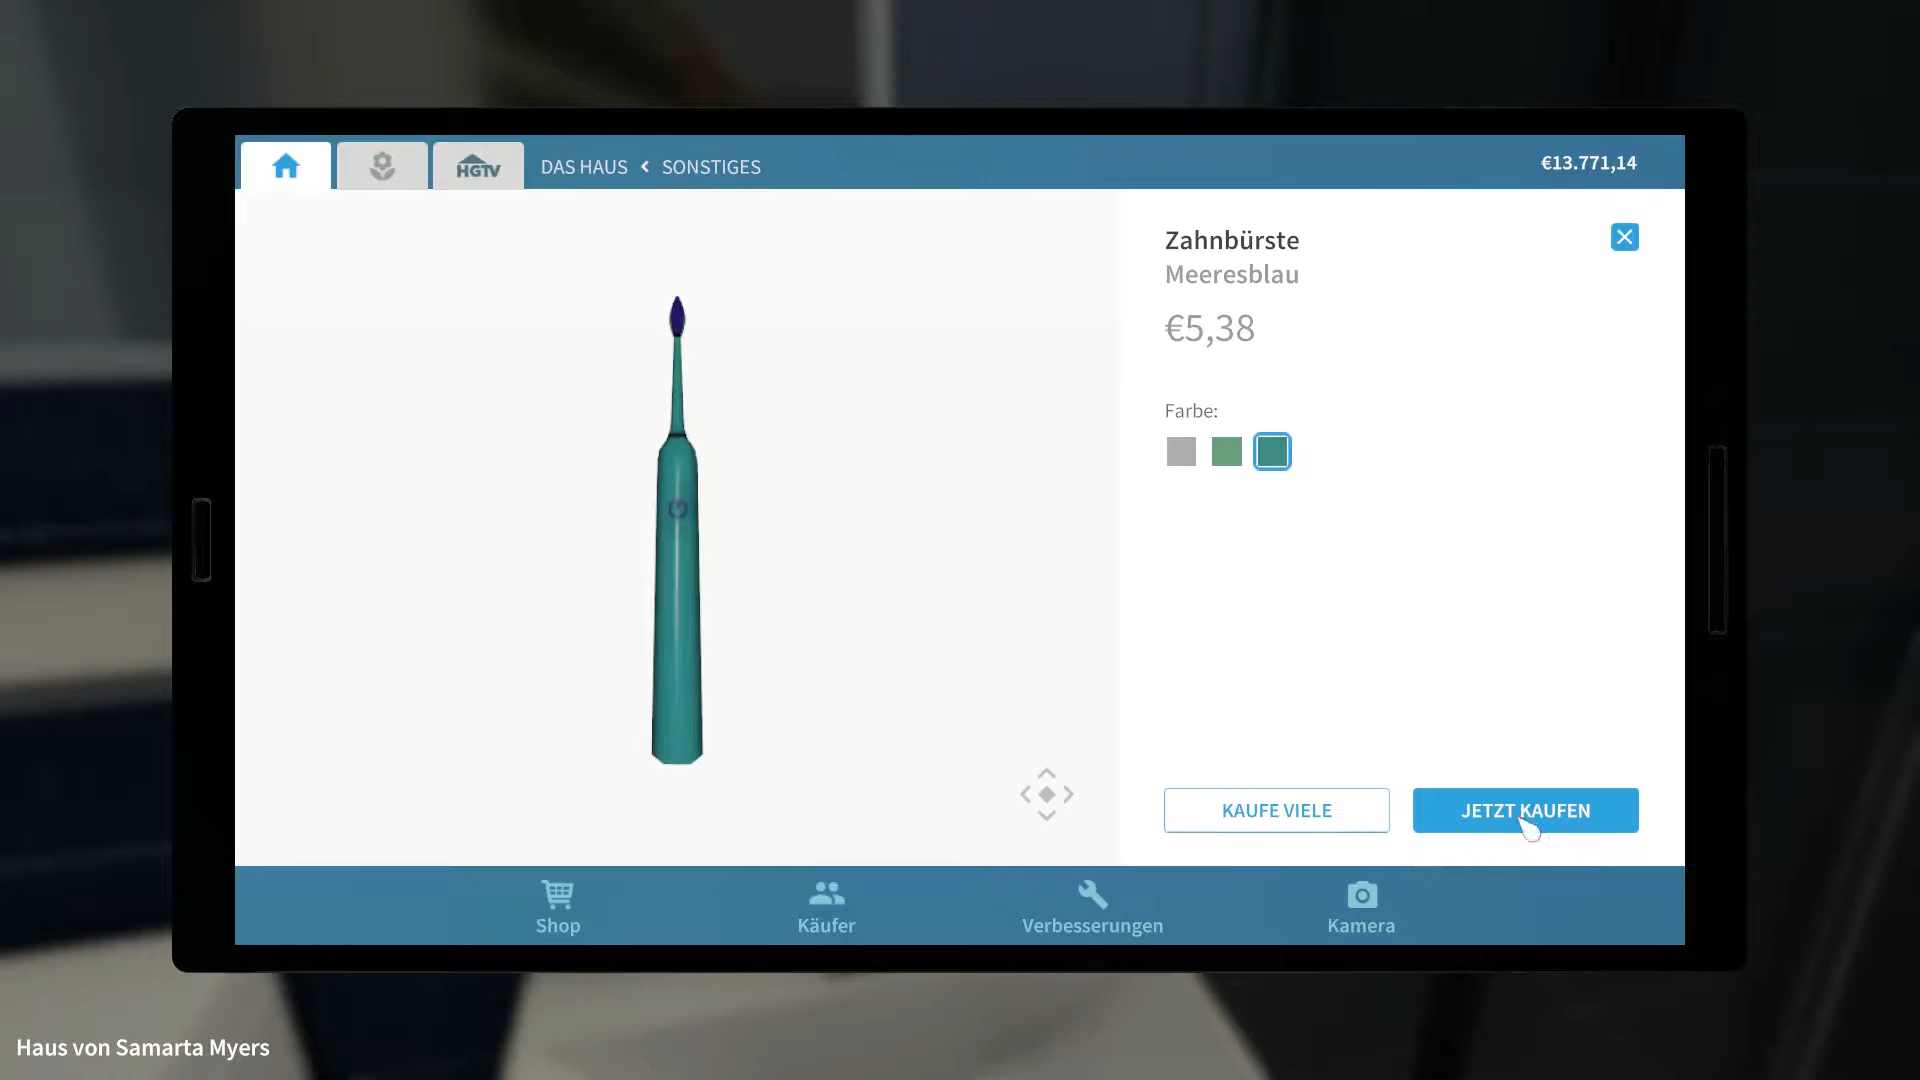 HGTV
DAS HAUS
SONSTIGES
€13.771,14
Zahnbürste
Meeresblau
€5,38
Farbe:
KAUFE VIELE
JETZT KAUFEN
Shop
Käufer
Verbesserungen
Kamera
Haus von Samarta Myers